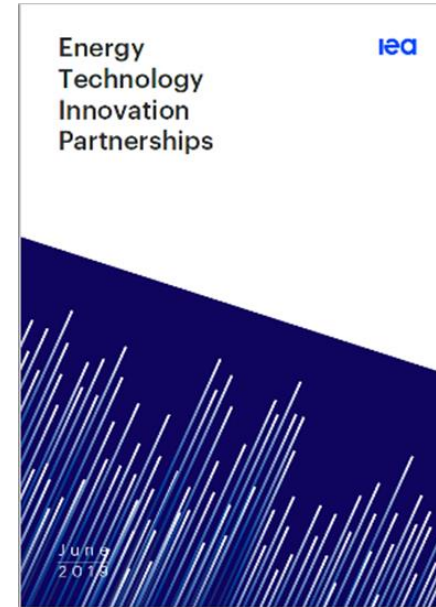 Energy
Technology
Innovation
Partnerships
iea
June
2019